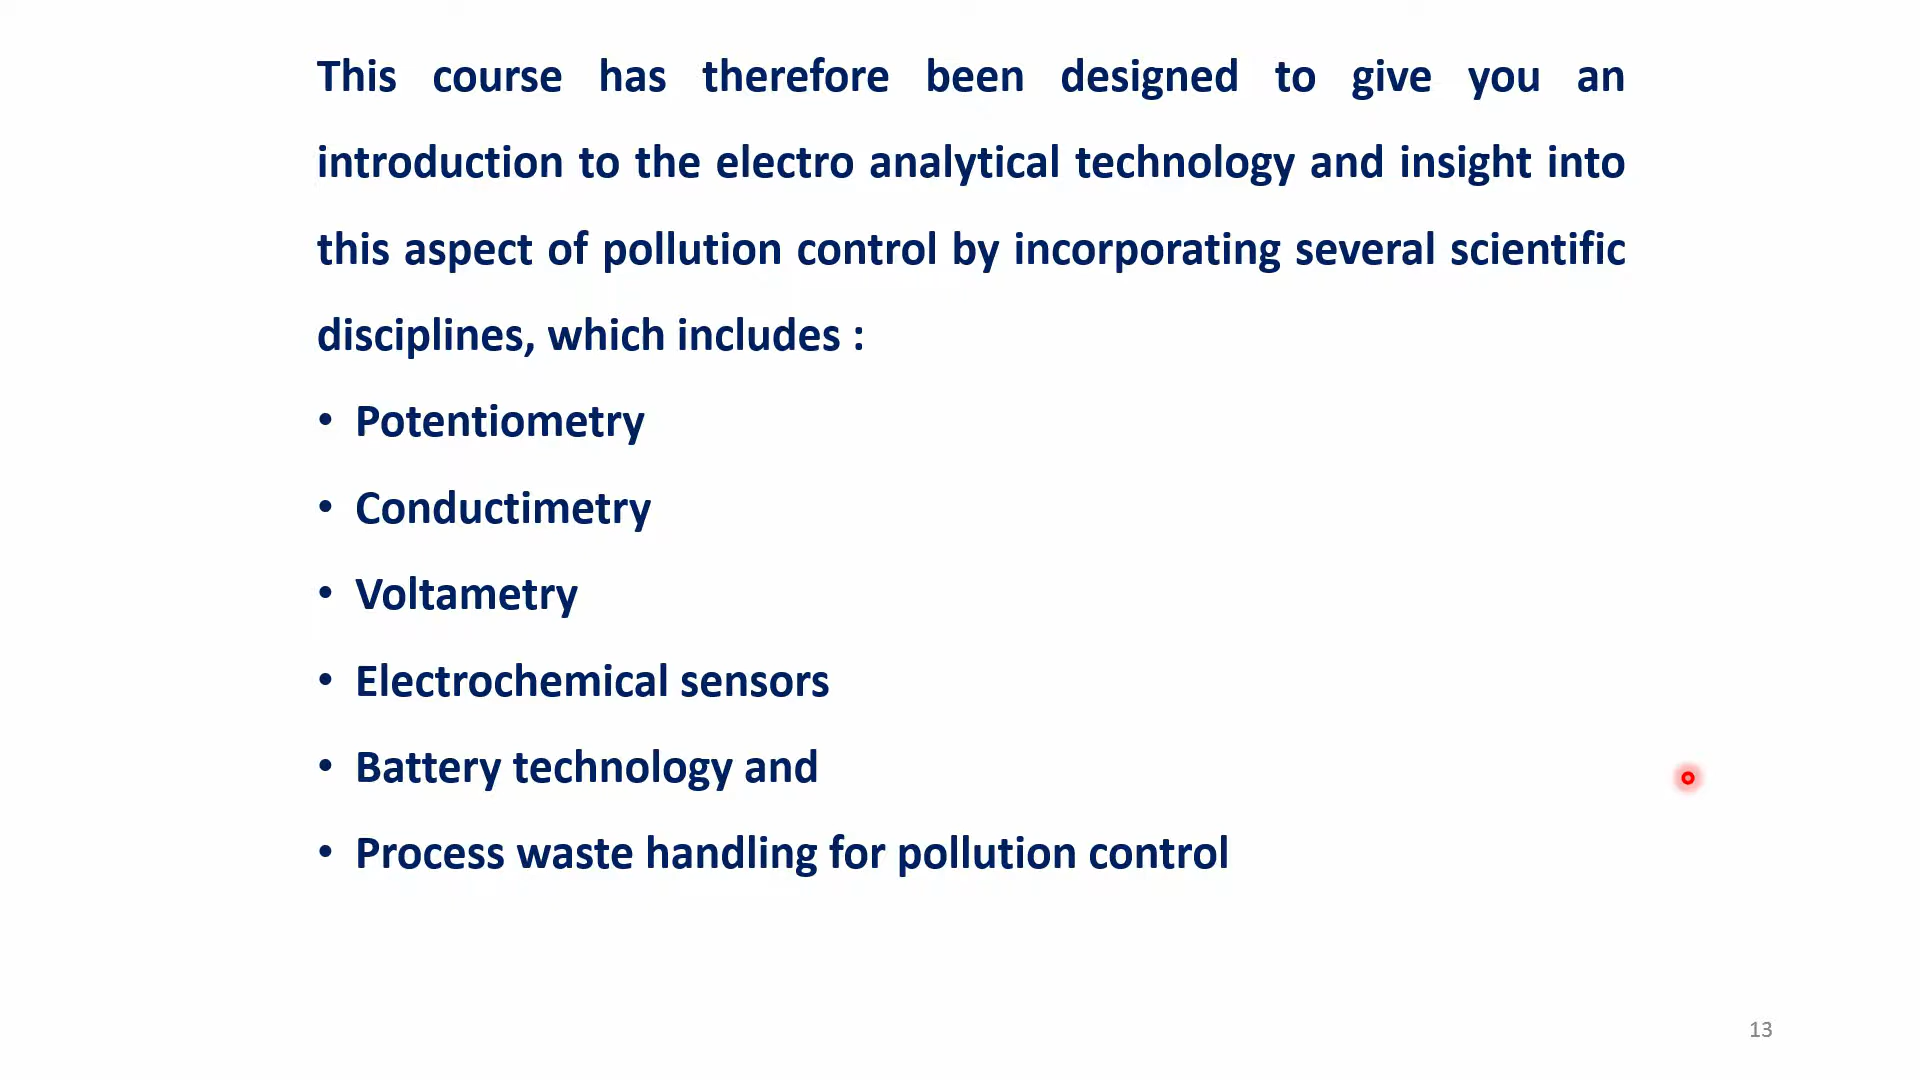 This course has therefore been designed to give you an
introduction to the electro analytical technology and insight into
this aspect of pollution control by incorporating several scientific
disciplines, which includes :
• Potentiometry
• Conductimetry
• Voltametry
• Electrochemical sensors
• Battery technology and
• Process waste handling for pollution control
13